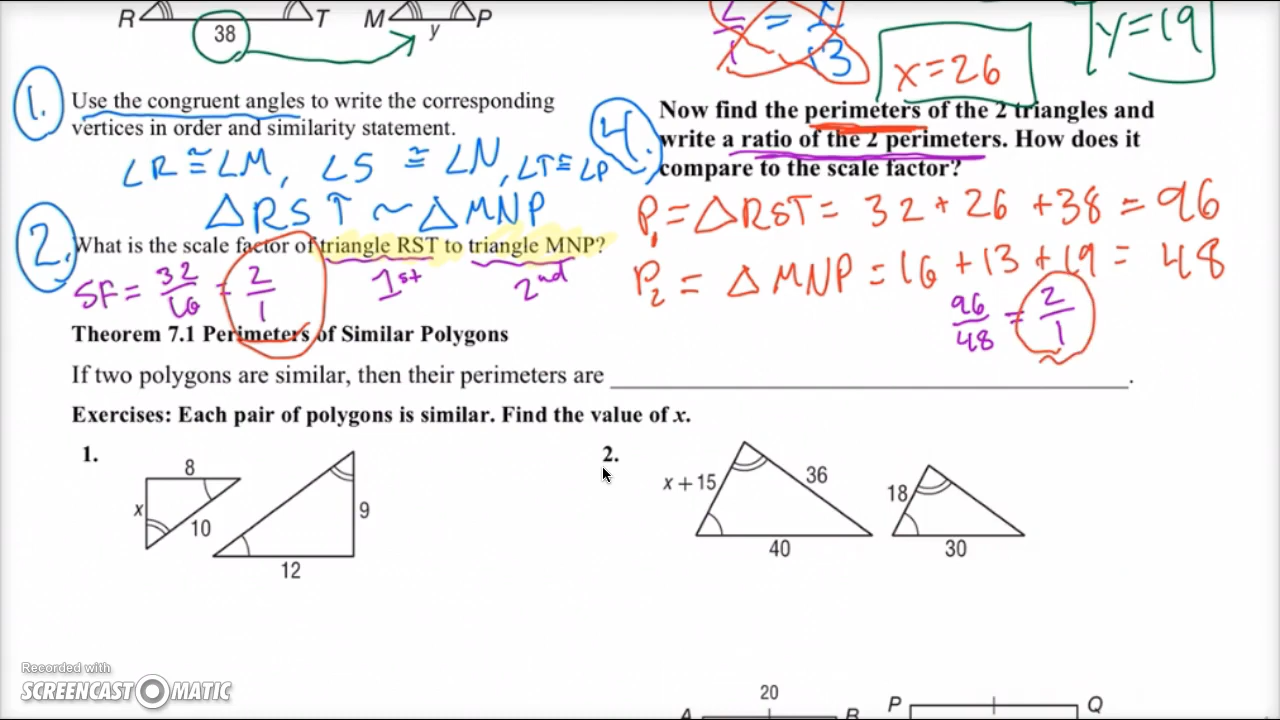 R T M P
38 y
y=19
x=26
1. Use the congruent angles to write the corresponding
vertices in order and similarity statement.
∠R ≅ ∠M, ∠S ≅ ∠N, ∠T ≅ ∠P
△RST ~ △MNP
2. What is the scale factor of triangle RST to triangle MNP?
SF = 32/16 = 2/1 1st 2nd
4. Now find the perimeters of the 2 triangles and
write a ratio of the 2 perimeters. How does it
compare to the scale factor?
P1 = △RST = 32 + 26 + 38 = 96
P2 = △MNP = 16 + 13 + 19 = 48
96/48 = 2/1
Theorem 7.1 Perimeters of Similar Polygons
If two polygons are similar, then their perimeters are ______________________.
Exercises: Each pair of polygons is similar. Find the value of x.
1.
8
x
10
9
12
2.
x + 15
36
40
18
30
20
A B P Q
Recorded with
SCREENCAST O MATIC